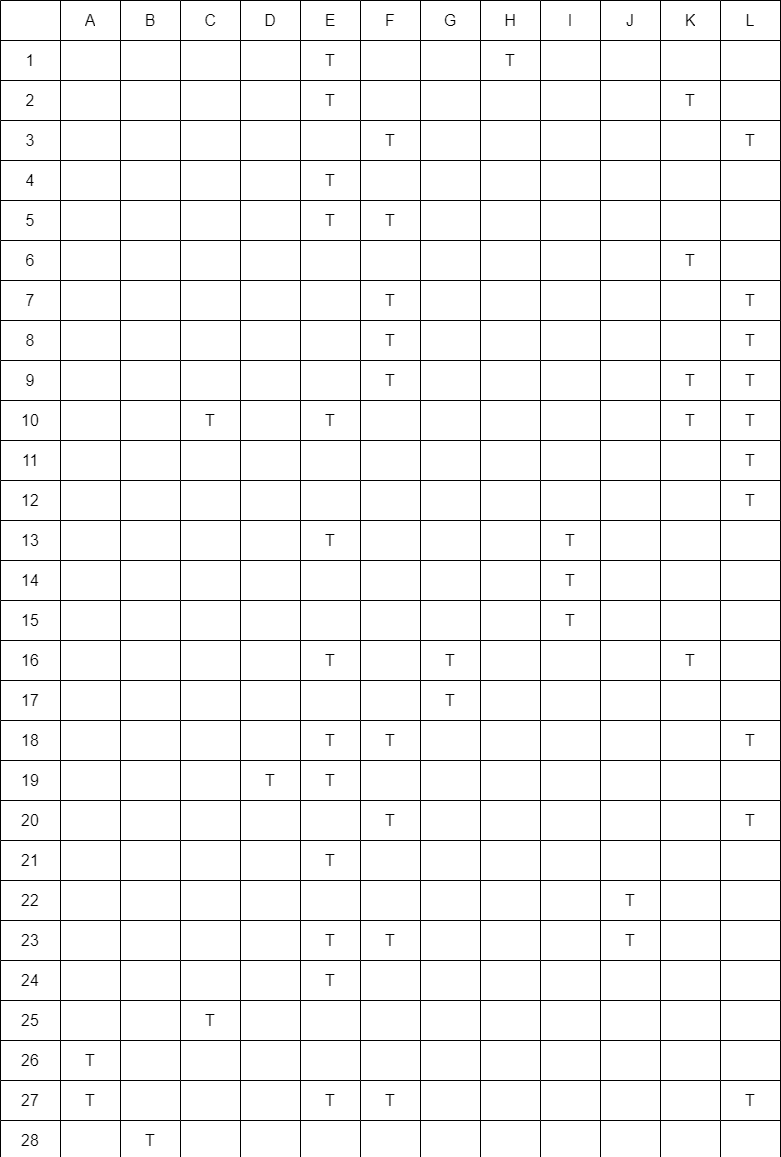 A B C D E F G H I J K L
1 T T
2 T T
3 T T
4 T
5 T T
6 T
7 T T
8 T T
9 T T T
10 T T T T
11 T
12 T
13 T T
14 T
15 T
16 T T T
17 T
18 T T T
19 T T
20 T T
21 T
22 T
23 T T T
24 T
25 T
26 T
27 T T T T
28 T